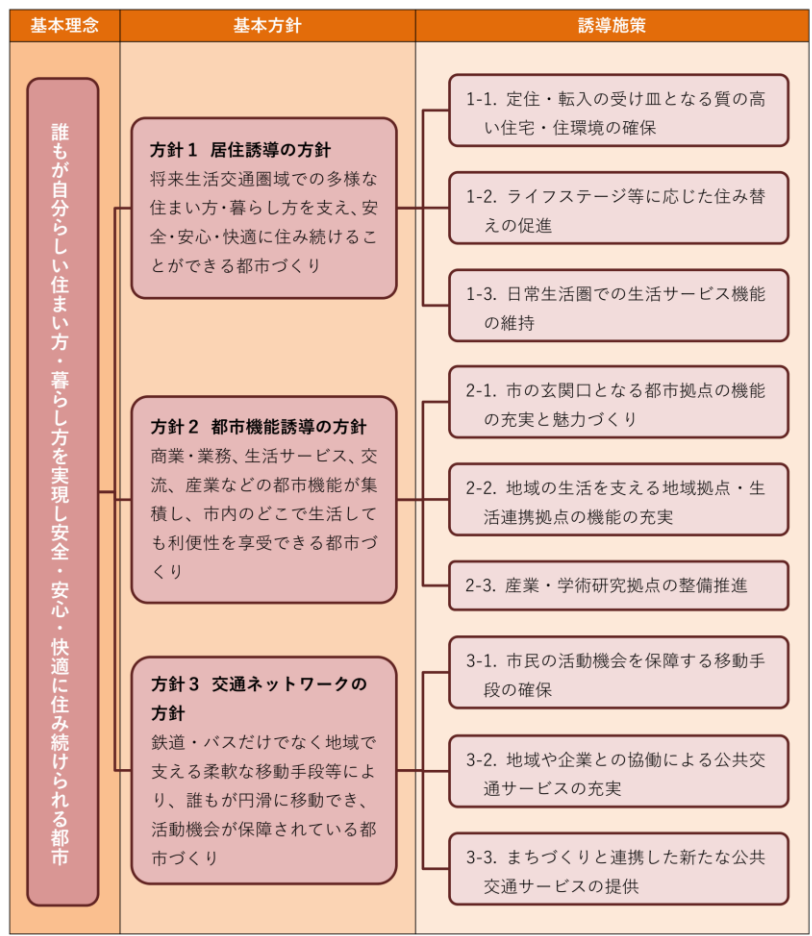 基本理念
基本方針
誘導施策
誰もが自分らしい住まい方・暮らし方を実現し安全・安心・快適に住み続けられる都市
方針１ 居住誘導の方針
将来生活交通圏域での多様な
住まい方・暮らし方を支え、安
全・安心・快適に住み続けるこ
とができる都市づくり
1-1. 定住・転入の受け皿となる質の高
い住宅・住環境の確保
1-2. ライフステージ等に応じた住み替
えの促進
1-3. 日常生活圏での生活サービス機能
の維持
方針２ 都市機能誘導の方針
商業・業務、生活サービス、交
流、産業などの都市機能が集
積し、市内のどこで生活して
も利便性を享受できる都市づ
くり
2-1. 市の玄関口となる都市拠点の機能
の充実と魅力づくり
2-2. 地域の生活を支える地域拠点・生
活連携拠点の機能の充実
2-3. 産業・学術研究拠点の整備推進
方針３ 交通ネットワークの
方針
鉄道・バスだけでなく地域で
支える柔軟な移動手段等によ
り、誰もが円滑に移動でき、
活動機会が保障されている都
市づくり
3-1. 市民の活動機会を保障する移動手
段の確保
3-2. 地域や企業との協働による公共交
通サービスの充実
3-3. まちづくりと連携した新たな公共
交通サービスの提供